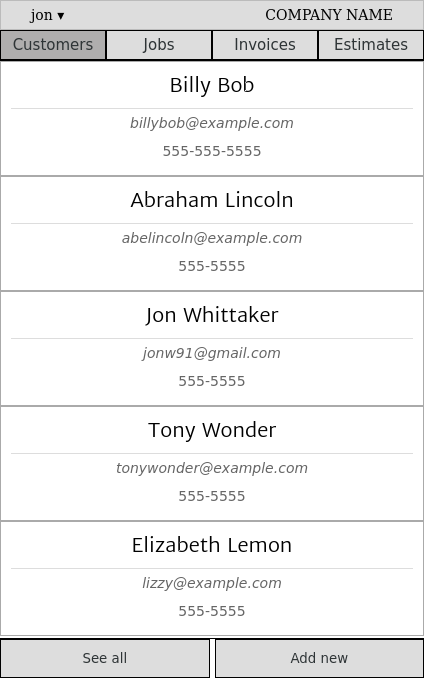 jon ▾ COMPANY NAME
Customers Jobs Invoices Estimates
Billy Bob
billybob@example.com
555-555-5555
Abraham Lincoln
abelincoln@example.com
555-5555
Jon Whittaker
jonw91@gmail.com
555-5555
Tony Wonder
tonywonder@example.com
555-5555
Elizabeth Lemon
lizzy@example.com
555-5555
See all Add new